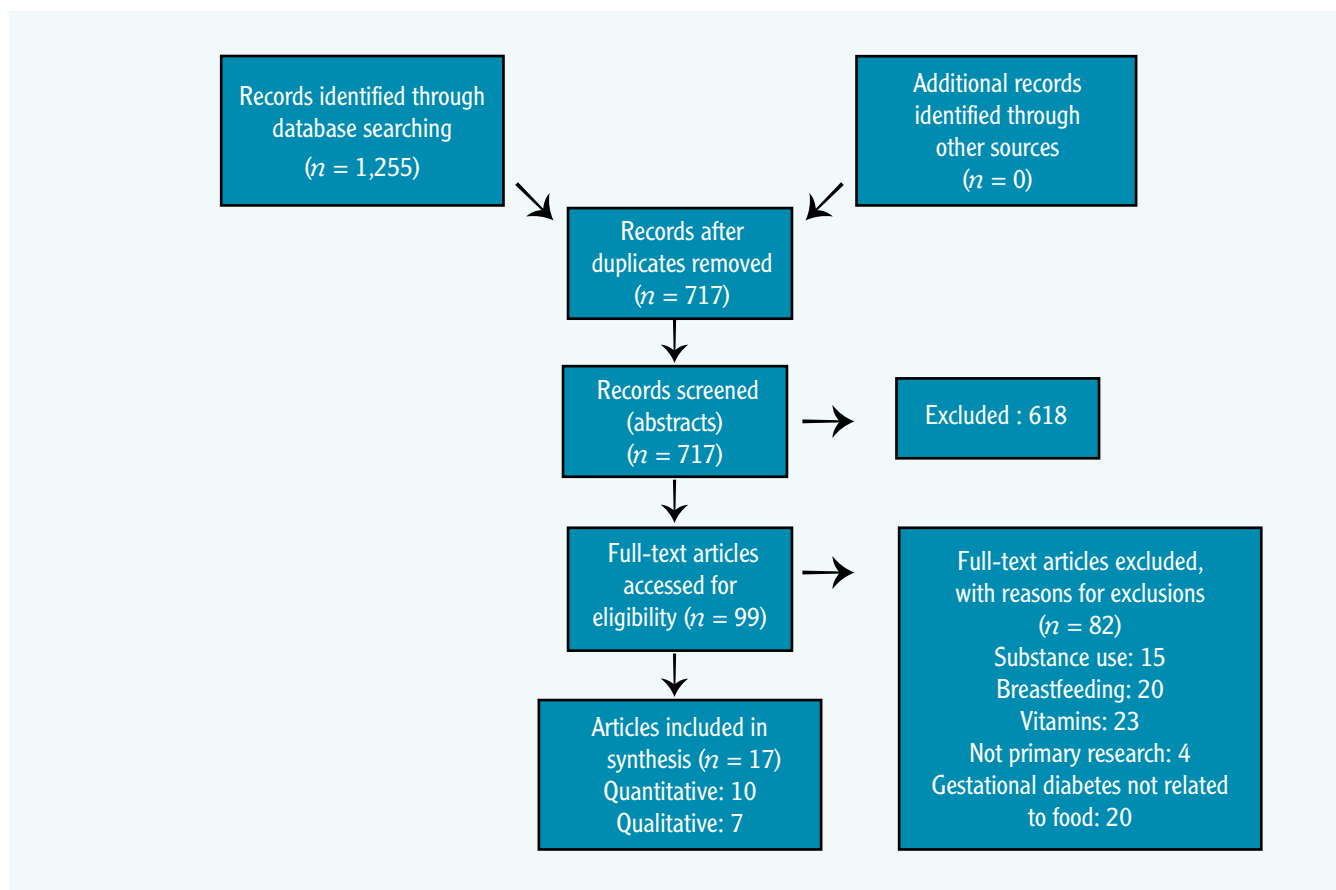 Records identified through
database searching
(n = 1,255)
Additional records
identified through
other sources
(n = 0)
Records after
duplicates removed
(n = 717)
Records screened
(abstracts)
(n = 717)
Excluded : 618
Full-text articles
accessed for
eligibility (n = 99)
Full-text articles excluded,
with reasons for exclusions
(n = 82)
Substance use: 15
Breastfeeding: 20
Vitamins: 23
Not primary research: 4
Gestational diabetes not related
to food: 20
Articles included in
synthesis (n = 17)
Quantitative: 10
Qualitative: 7